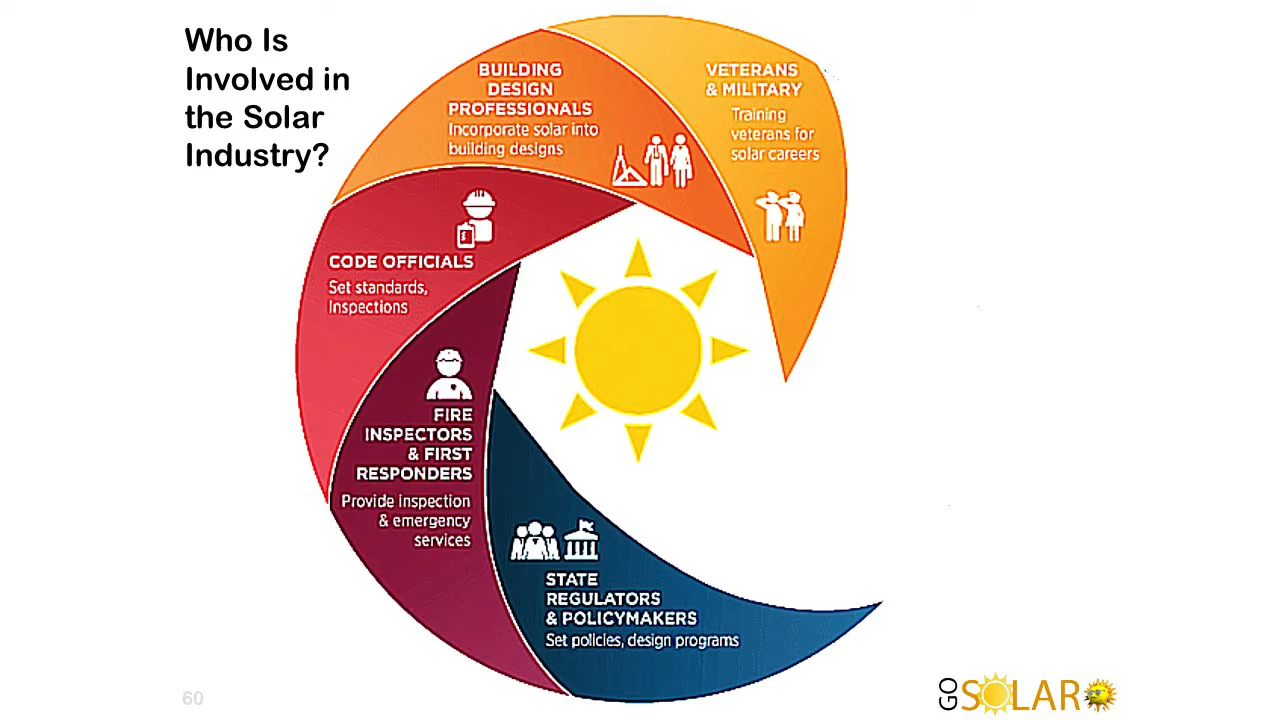 Who Is
Involved in
the Solar
Industry?
BUILDING
DESIGN
PROFESSIONALS
Incorporate solar into
building designs
VETERANS
& MILITARY
Training
veterans for
solar careers
CODE OFFICIALS
Set standards,
Inspections
FIRE
INSPECTORS
& FIRST
RESPONDERS
Provide inspection
& emergency
services
STATE
REGULATORS
& POLICYMAKERS
Set policies, design programs
60
GO SOLAR